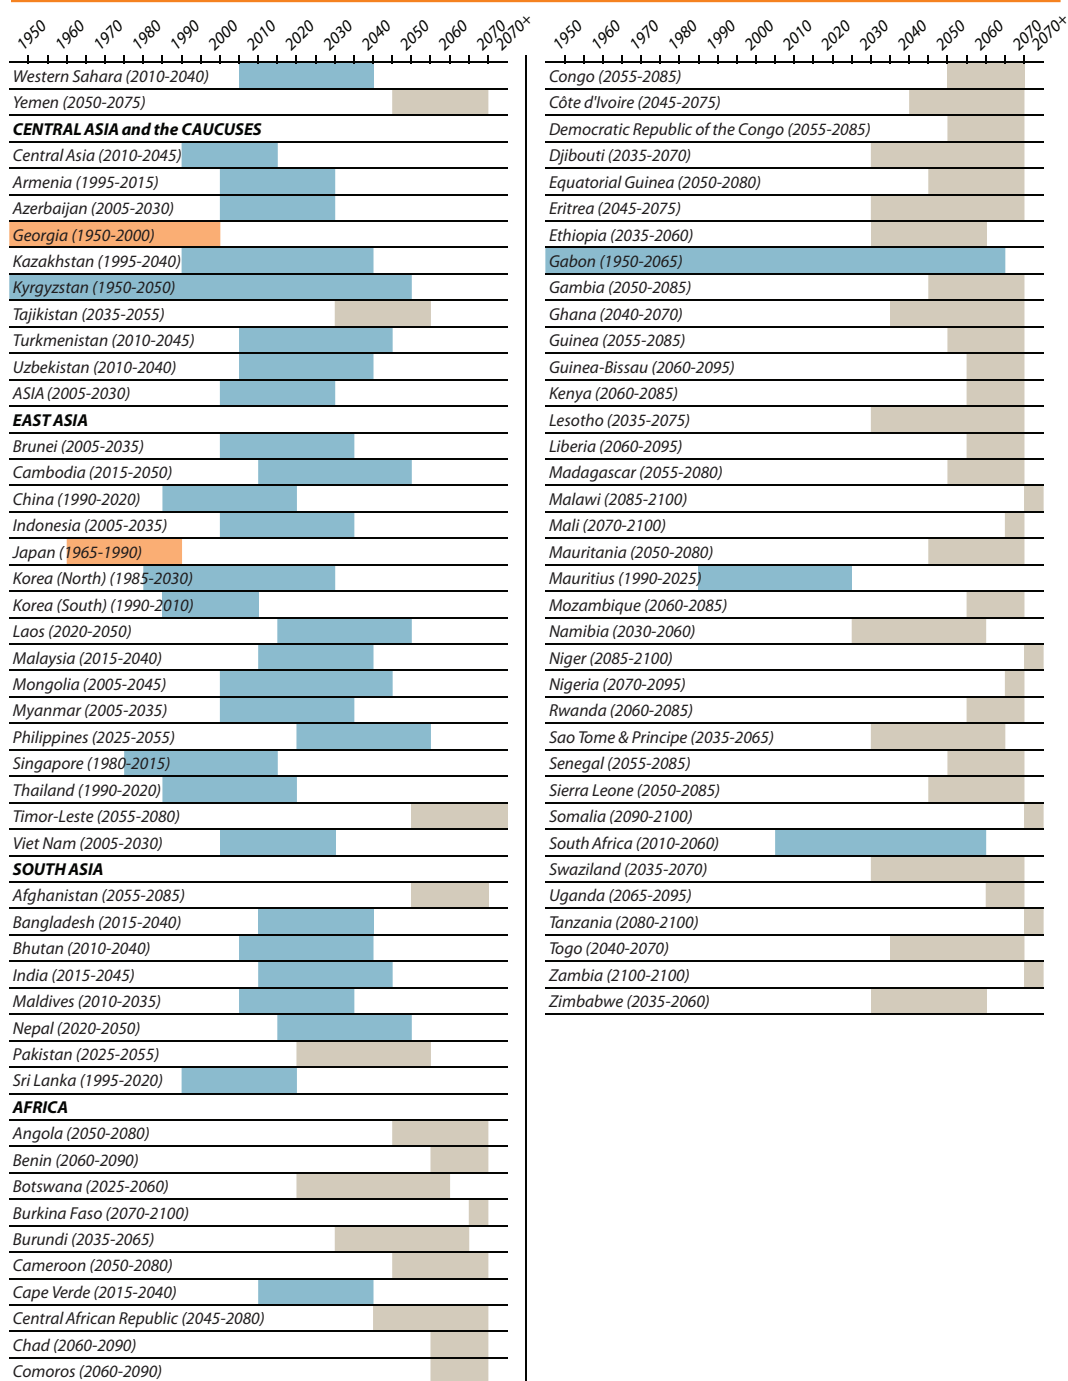 1950 1960 1970 1980 1990 2000 2010 2020 2030 2040 2050 2060 2070 2070+
Western Sahara (2010-2040)
Yemen (2050-2075)
CENTRAL ASIA and the CAUCUSES
Central Asia (2010-2045)
Armenia (1995-2015)
Azerbaijan (2005-2030)
Georgia (1950-2000)
Kazakhstan (1995-2040)
Kyrgyzstan (1950-2050)
Tajikistan (2035-2055)
Turkmenistan (2010-2045)
Uzbekistan (2010-2040)
ASIA (2005-2030)
EAST ASIA
Brunei (2005-2035)
Cambodia (2015-2050)
China (1990-2020)
Indonesia (2005-2035)
Japan (1965-1990)
Korea (North) (1985-2030)
Korea (South) (1990-2010)
Laos (2020-2050)
Malaysia (2015-2040)
Mongolia (2005-2045)
Myanmar (2005-2035)
Philippines (2025-2055)
Singapore (1980-2015)
Thailand (1990-2020)
Timor-Leste (2055-2080)
Viet Nam (2005-2030)
SOUTH ASIA
Afghanistan (2055-2085)
Bangladesh (2015-2040)
Bhutan (2010-2040)
India (2015-2045)
Maldives (2010-2035)
Nepal (2020-2050)
Pakistan (2025-2055)
Sri Lanka (1995-2020)
AFRICA
Angola (2050-2080)
Benin (2060-2090)
Botswana (2025-2060)
Burkina Faso (2070-2100)
Burundi (2035-2065)
Cameroon (2050-2080)
Cape Verde (2015-2040)
Central African Republic (2045-2080)
Chad (2060-2090)
Comoros (2060-2090)
1950 1960 1970 1980 1990 2000 2010 2020 2030 2040 2050 2060 2070 2070+
Congo (2055-2085)
Côte d'Ivoire (2045-2075)
Democratic Republic of the Congo (2055-2085)
Djibouti (2035-2070)
Equatorial Guinea (2050-2080)
Eritrea (2045-2075)
Ethiopia (2035-2060)
Gabon (1950-2065)
Gambia (2050-2085)
Ghana (2040-2070)
Guinea (2055-2085)
Guinea-Bissau (2060-2095)
Kenya (2060-2085)
Lesotho (2035-2075)
Liberia (2060-2095)
Madagascar (2055-2080)
Malawi (2085-2100)
Mali (2070-2100)
Mauritania (2050-2080)
Mauritius (1990-2025)
Mozambique (2060-2085)
Namibia (2030-2060)
Niger (2085-2100)
Nigeria (2070-2095)
Rwanda (2060-2085)
Sao Tome & Principe (2035-2065)
Senegal (2055-2085)
Sierra Leone (2050-2085)
Somalia (2090-2100)
South Africa (2010-2060)
Swaziland (2035-2070)
Uganda (2065-2095)
Tanzania (2080-2100)
Togo (2040-2070)
Zambia (2100-2100)
Zimbabwe (2035-2060)